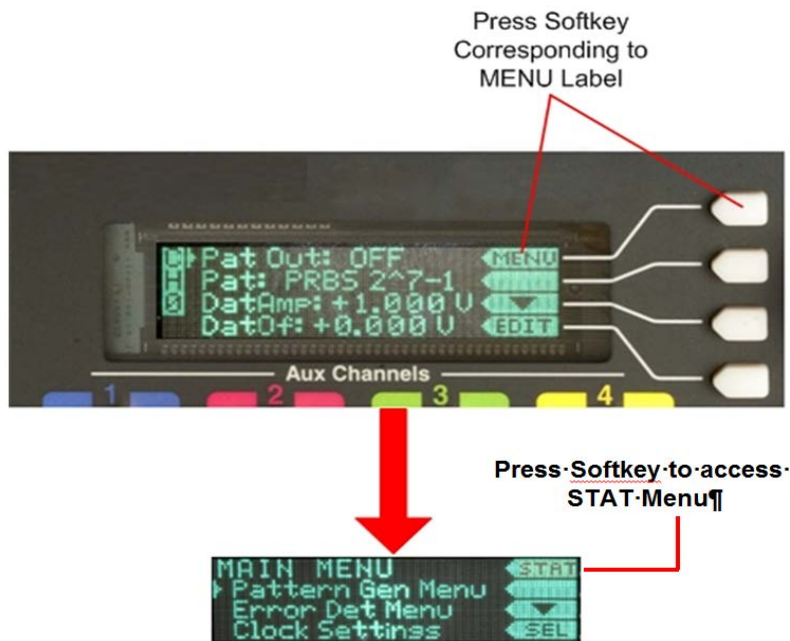 Press Softkey
Corresponding to
MENU Label
Pat Out: OFF MENU
Pat: PRBS 2^7-1
DatAmp: +1.000 V
DatOf: +0.000 V EDIT
CH0
Aux Channels
1 2 3 4
Press·Softkey·to·access·
STAT·Menu¶
MAIN MENU STAT
Pattern Gen Menu
Error Det Menu
Clock Settings SEL